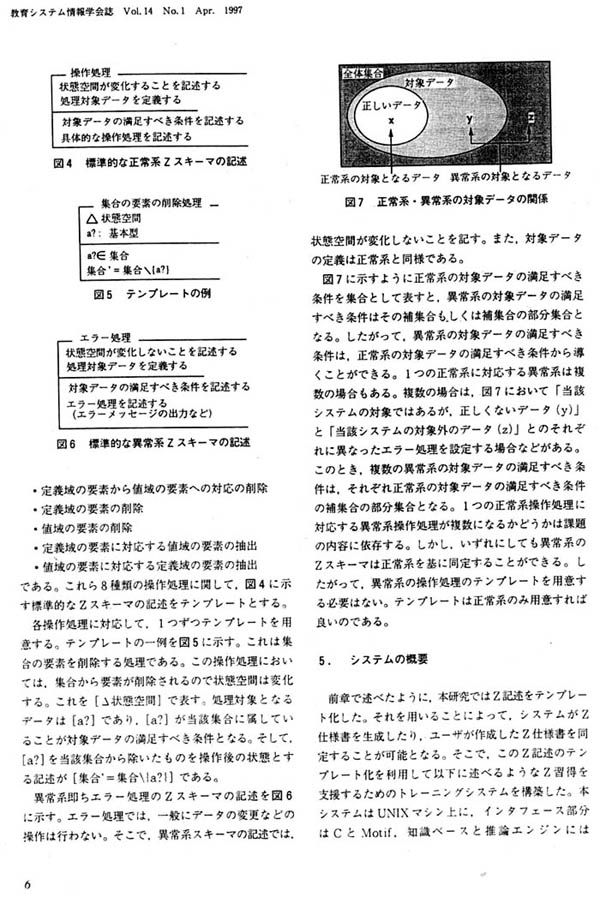 教育システム情報学会誌 Vol.14 No.1 Apr. 1997
操作処理
状態空間が変化することを記述する
処理対象データを定義する
対象データの満足すべき条件を記述する
具体的な操作処理を記述する
図4 標準的な正常系Zスキーマの記述
集合の要素の削除処理
△状態空間
a?: 基本型
a?∈ 集合
集合'=集合\{a?}
図5 テンプレートの例
エラー処理
状態空間が変化しないことを記述する
処理対象データを定義する
対象データの満足すべき条件を記述する
エラー処理を記述する
(エラーメッセージの出力など)
図6 標準的な異常系Zスキーマの記述
・定義域の要素から値域の要素への対応の削除
・定義域の要素の削除
・値域の要素の削除
・定義域の要素に対応する値域の要素の抽出
・値域の要素に対応する定義域の要素の抽出
である。これら8種類の操作処理に関して,図4に示
す標準的なZスキーマの記述をテンプレートとする。
各操作処理に対応して,1つずつテンプレートを用
意する。テンプレートの一例を図5に示す。これは集
合の要素を削除する処理である。この操作処理におい
ては,集合から要素が削除されるので状態空間は変化
する。これを[△状態空間]で表す。処理対象となる
データは[a?]であり,[a?]が当該集合に属してい
ることが対象データの満足すべき条件となる。そして,
[a?]を当該集合から除いたものを操作後の状態とす
る記述が[集合'=集合\{a?}]である。
異常系即ちエラー処理のZスキーマの記述を図6
に示す。エラー処理では,一般にデータの変更などの
操作は行わない。そこで,異常系スキーマの記述では,
全体集合
対象データ
正しいデータ
x
y
z
正常系の対象となるデータ 異常系の対象となるデータ
図7 正常系・異常系の対象データの関係
状態空間が変化しないことを記す。また,対象データ
の定義は正常系と同様である。
図7に示すように正常系の対象データの満足すべき
条件を集合として表すと,異常系の対象データの満足
すべき条件はその補集合もしくは補集合の部分集合と
なる。したがって,異常系の対象データの満足すべき
条件は,正常系の対象データの満足すべき条件から導
くことができる。1つの正常系に対応する異常系は複
数の場合もある。複数の場合は,図7において「当該
システムの対象ではあるが,正しくないデータ(y)」
と「当該システムの対象外のデータ(z)」とのそれぞ
れに異なったエラー処理を設定する場合などがある。
このとき,複数の異常系の対象データの満足すべき条
件は,それぞれ正常系の対象データの満足すべき条件
の補集合の部分集合となる。1つの正常系操作処理に
対応する異常系操作処理が複数になるかどうかは課題
の内容に依存する。しかし,いずれにしても異常系の
Zスキーマは正常系を基に同定することができる。し
たがって,異常系の操作処理のテンプレートを用意す
る必要はない。テンプレートは正常系のみ用意すれば
良いのである。
5. システムの概要
前章で述べたように,本研究ではZ記述をテンプレー
ト化した。それを用いることによって,システムがZ
仕様書を生成したり,ユーザが作成したZ仕様書を同
定することが可能となる。そこで,このZ記述のテン
プレート化を利用して以下に述べるようなZ習得を
支援するためのトレーニングシステムを構築した。本
システムはUNIXマシン上に,インタフェース部分
はCとMotif,知識ベースと推論エンジンには
6